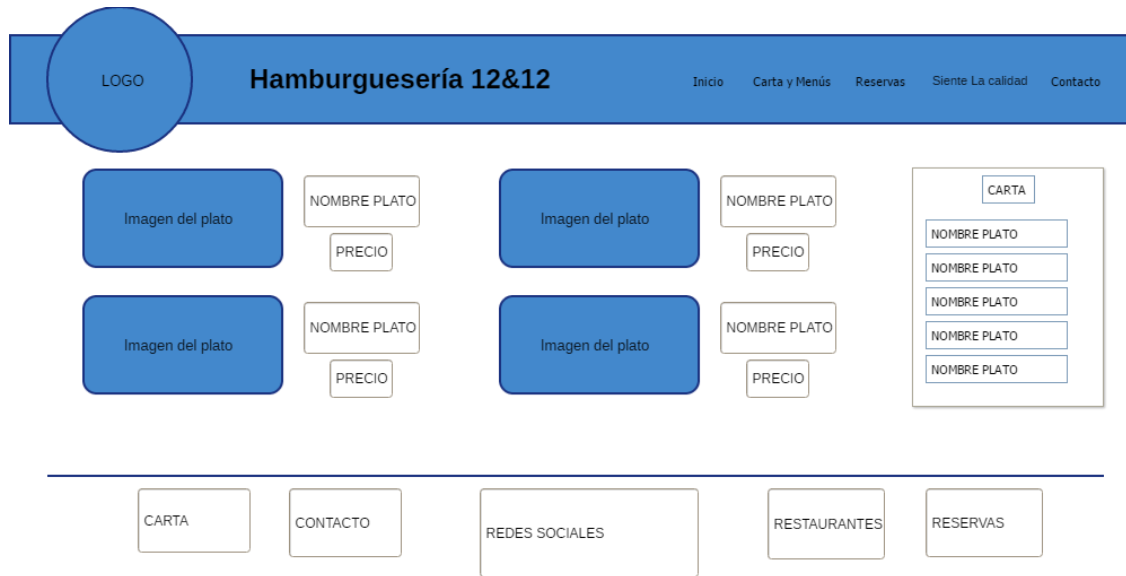 LOGO
Hamburguesería 12&12
Inicio
Carta y Menús
Reservas
Siente La calidad
Contacto
Imagen del plato
NOMBRE PLATO
PRECIO
Imagen del plato
NOMBRE PLATO
PRECIO
Imagen del plato
NOMBRE PLATO
PRECIO
Imagen del plato
NOMBRE PLATO
PRECIO
CARTA
NOMBRE PLATO
NOMBRE PLATO
NOMBRE PLATO
NOMBRE PLATO
NOMBRE PLATO
CARTA
CONTACTO
REDES SOCIALES
RESTAURANTES
RESERVAS